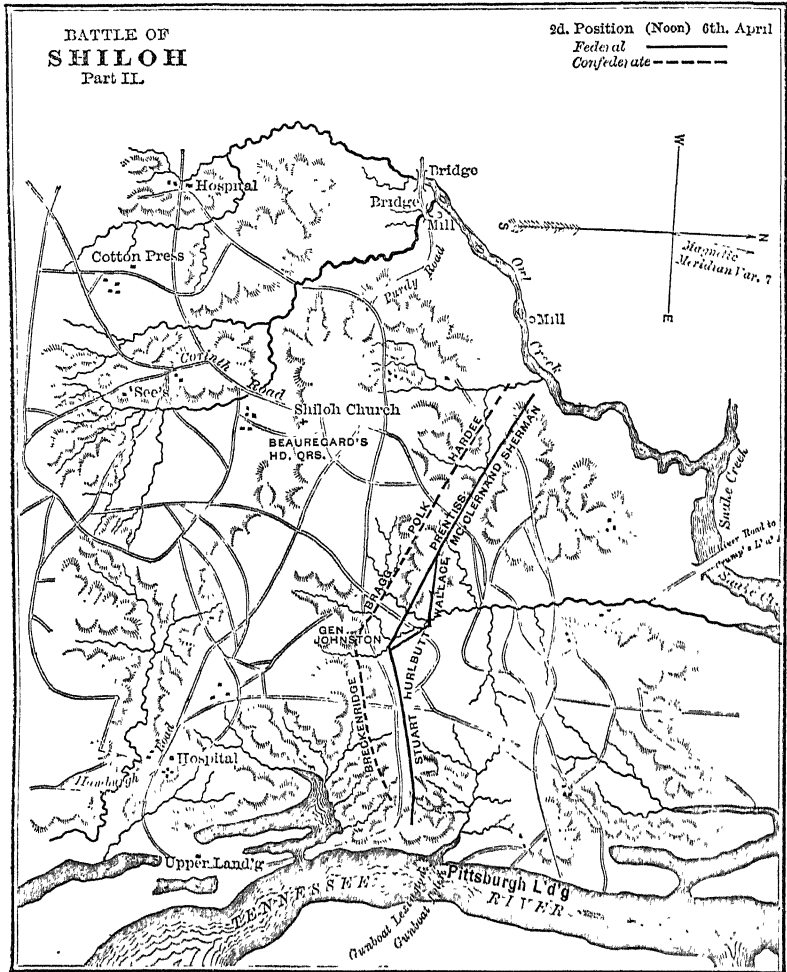 BATTLE OF
SHILOH
Part II.
2d. Position (Noon) 6th. April
Federal
Confederate
W
S
N
E
Magnetic
Meridian Var. 7
Bridge
Hospital
Bridge
Mill
Cotton Press
Purdy Road
Owl
Creek
Mill
Corinth Road
See's
Shiloh Church
BEAUREGARD'S
HD. QRS.
HARDEE
POLK
BRAGG
PRENTISS
McCLERNAND SHERMAN
WALLACE
Snake Creek
River Road to
Crump's L'd'g
Snake Cr.
GEN.
JOHNSTON
HURLBUTT
STUART
BRECKENRIDGE
Hamburgh Road
Hospital
Upper Land'g
Pittsburgh L'd'g
TENNESSEE RIVER
Gunboat Lexington
Gunboat